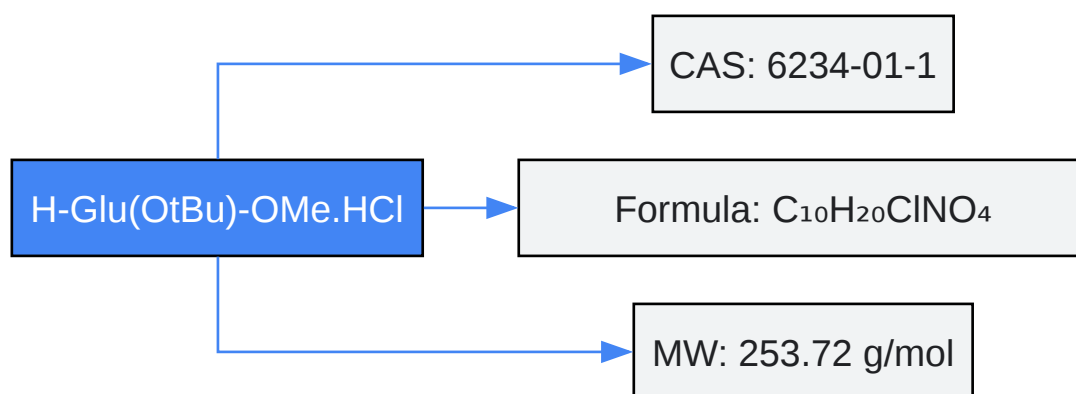 CAS: 6234-01-1
H-Glu(OtBu)-OMe.HCl
Formula: C₁₀H₂₀ClNO₄
MW: 253.72 g/mol